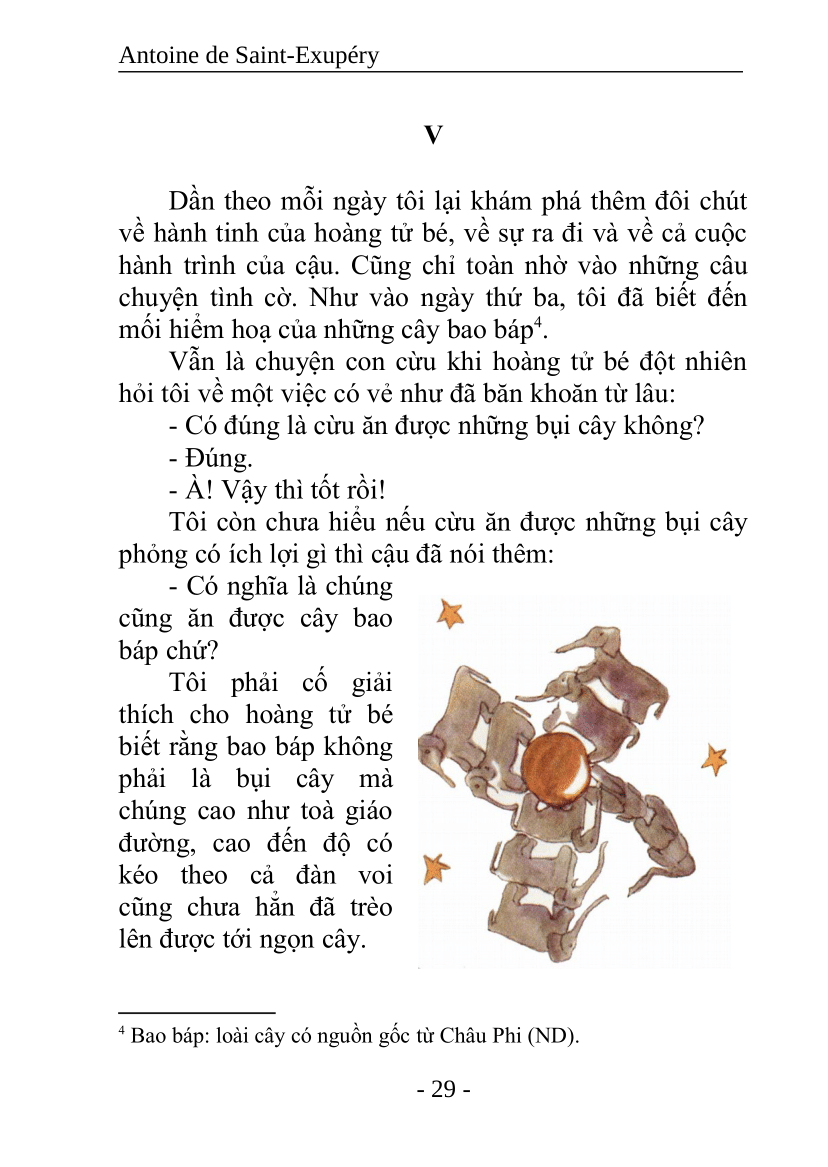 Antoine de Saint-Exupéry
V
Dần theo mỗi ngày tôi lại khám phá thêm đôi chút
về hành tinh của hoàng tử bé, về sự ra đi và về cả cuộc
hành trình của cậu. Cũng chỉ toàn nhờ vào những câu
chuyện tình cờ. Như vào ngày thứ ba, tôi đã biết đến
mối hiểm hoạ của những cây bao báp⁴.
Vẫn là chuyện con cừu khi hoàng tử bé đột nhiên
hỏi tôi về một việc có vẻ như đã băn khoăn từ lâu:
- Có đúng là cừu ăn được những bụi cây không?
- Đúng.
- À! Vậy thì tốt rồi!
Tôi còn chưa hiểu nếu cừu ăn được những bụi cây
phỏng có ích lợi gì thì cậu đã nói thêm:
- Có nghĩa là chúng
cũng ăn được cây bao
báp chứ?
Tôi phải cố giải
thích cho hoàng tử bé
biết rằng bao báp không
phải là bụi cây mà
chúng cao như toà giáo
đường, cao đến độ có
kéo theo cả đàn voi
cũng chưa hẳn đã trèo
lên được tới ngọn cây.
⁴ Bao báp: loài cây có nguồn gốc từ Châu Phi (ND).
- 29 -